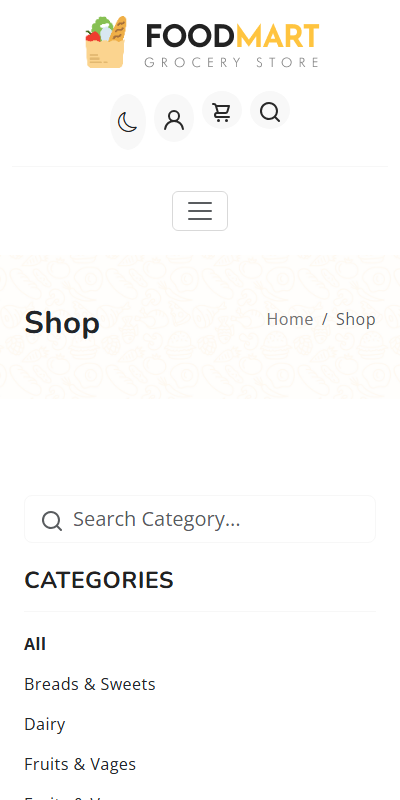 FOODMART
GROCERY STORE
Shop
Home / Shop
Search Category...
CATEGORIES
All
Breads & Sweets
Dairy
Fruits & Vages